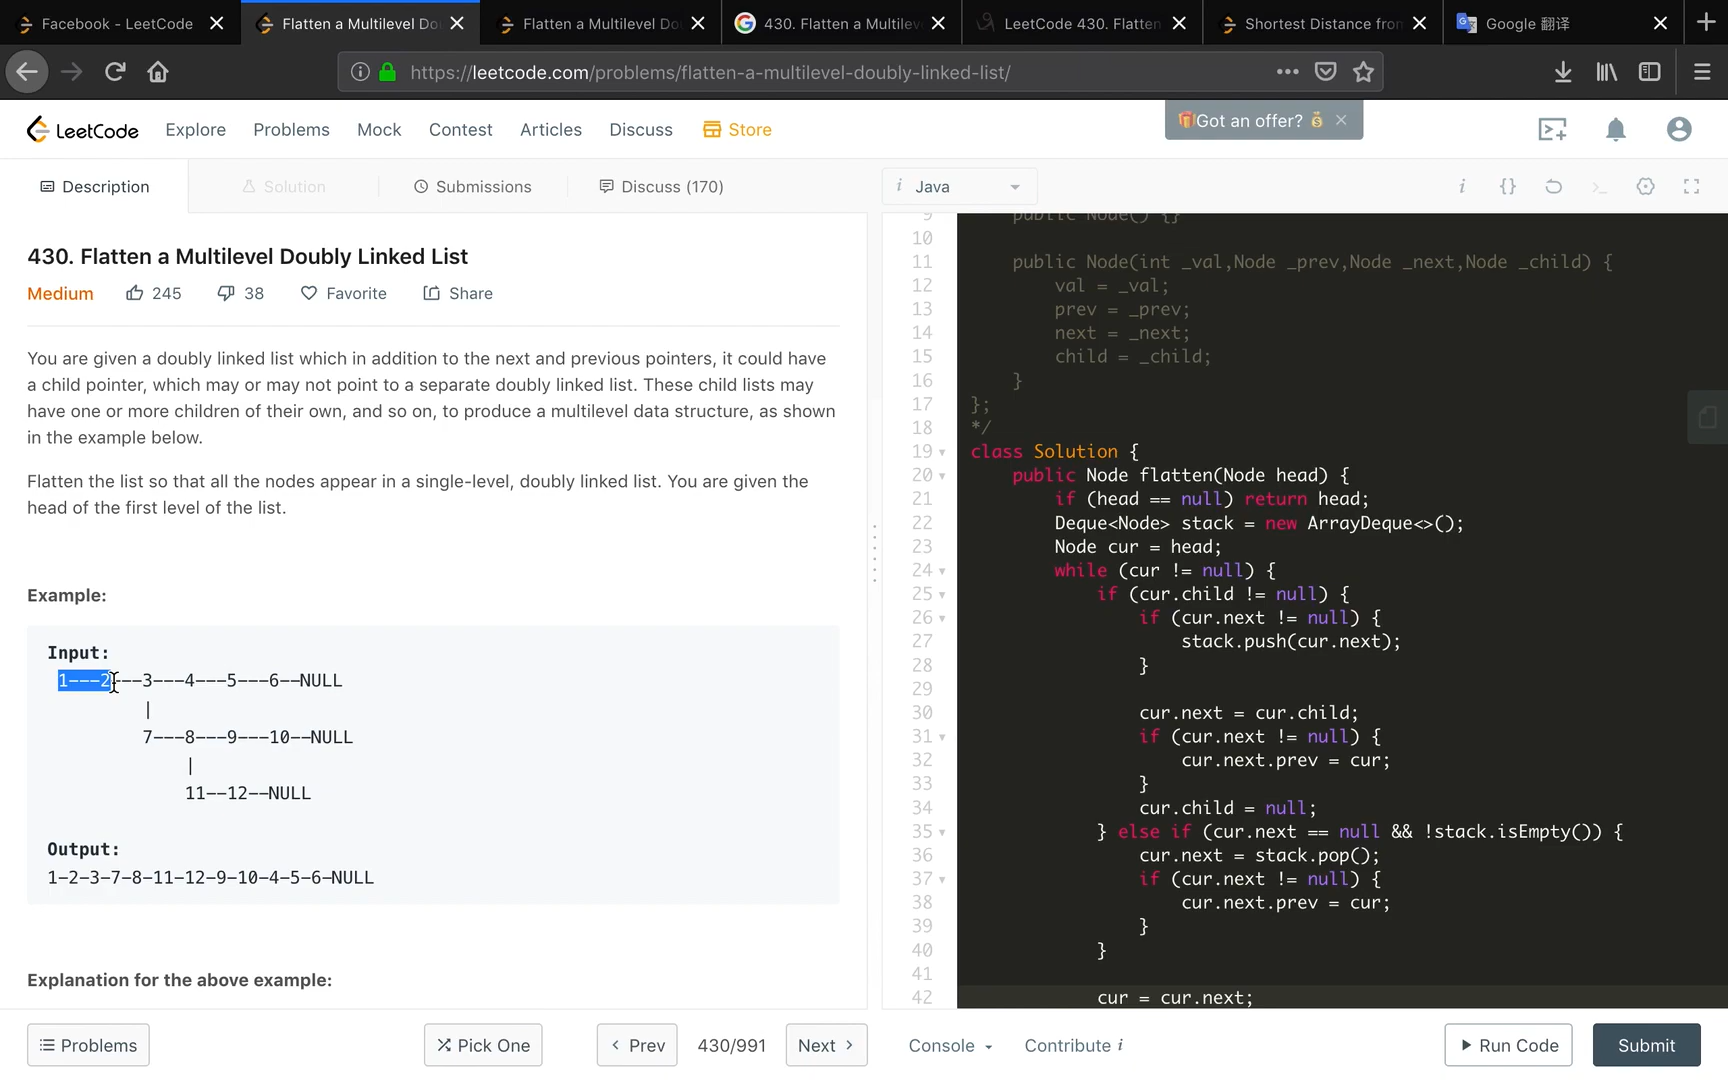 Facebook - LeetCode
Flatten a Multilevel Do
Flatten a Multilevel Do
430. Flatten a Multilev
LeetCode 430. Flatten
Shortest Distance from
Google 翻译
https://leetcode.com/problems/flatten-a-multilevel-doubly-linked-list/
LeetCode
Explore
Problems
Mock
Contest
Articles
Discuss
Store
Got an offer?
Description
Solution
Submissions
Discuss (170)
i Java
430. Flatten a Multilevel Doubly Linked List
Medium
245
38
Favorite
Share
You are given a doubly linked list which in addition to the next and previous pointers, it could have
a child pointer, which may or may not point to a separate doubly linked list. These child lists may
have one or more children of their own, and so on, to produce a multilevel data structure, as shown
in the example below.
Flatten the list so that all the nodes appear in a single-level, doubly linked list. You are given the
head of the first level of the list.
Example:
Input:
1---2---3---4---5---6--NULL
|
7---8---9---10--NULL
|
11--12--NULL
Output:
1-2-3-7-8-11-12-9-10-4-5-6-NULL
Explanation for the above example:
9 public Node() {}
10
11 public Node(int _val,Node _prev,Node _next,Node _child) {
12 val = _val;
13 prev = _prev;
14 next = _next;
15 child = _child;
16 }
17 };
18 */
19 class Solution {
20 public Node flatten(Node head) {
21 if (head == null) return head;
22 Deque<Node> stack = new ArrayDeque<>();
23 Node cur = head;
24 while (cur != null) {
25 if (cur.child != null) {
26 if (cur.next != null) {
27 stack.push(cur.next);
28 }
29
30 cur.next = cur.child;
31 if (cur.next != null) {
32 cur.next.prev = cur;
33 }
34 cur.child = null;
35 } else if (cur.next == null && !stack.isEmpty()) {
36 cur.next = stack.pop();
37 if (cur.next != null) {
38 cur.next.prev = cur;
39 }
40 }
41
42 cur = cur.next;
Problems
Pick One
Prev
430/991
Next
Console
Contribute i
Run Code
Submit